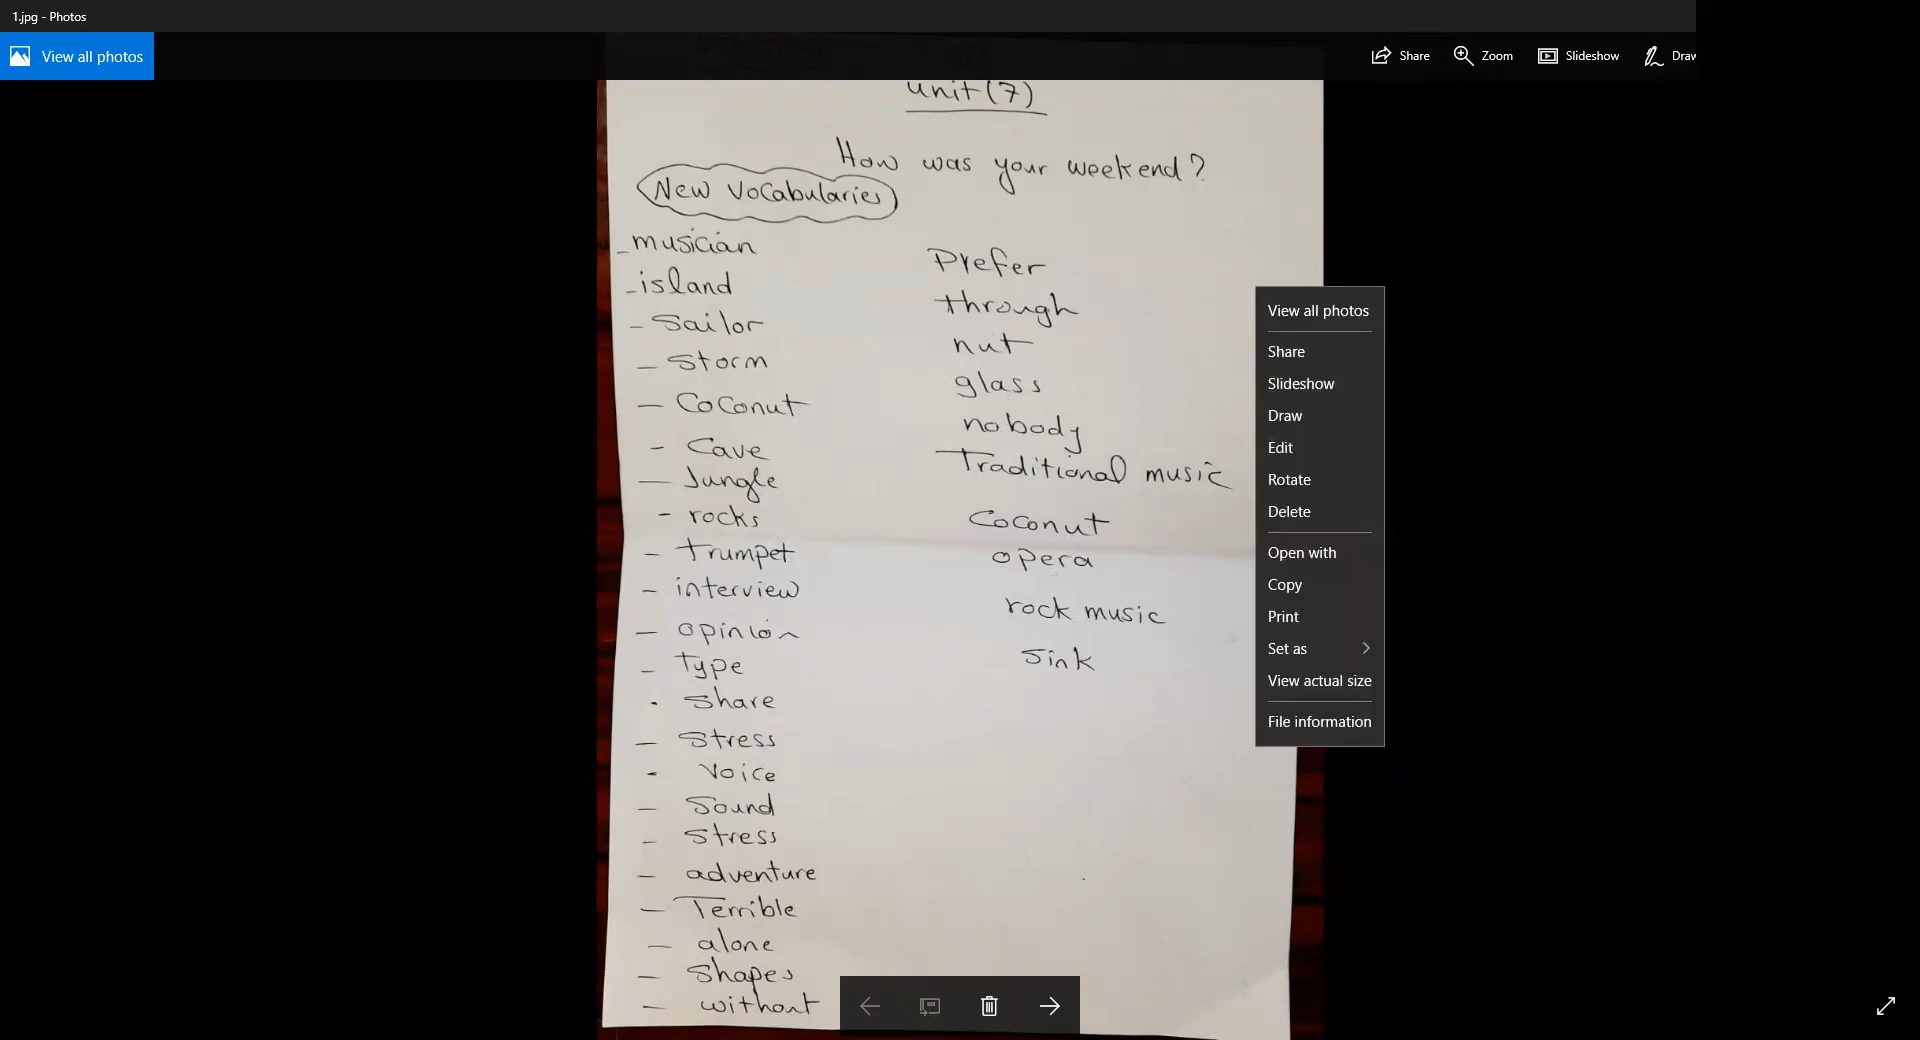 1.jpg - Photos
View all photos
Share
Zoom
Slideshow
Draw
unit (7)
How was your weekend?
New Vocabularies
- musician
- island
- Sailor
- Storm
- Coconut
- Cave
- Jungle
- rocks
- trumpet
- interview
- opinion
- Type
. Share
- Stress
- Voice
- Sound
- Stress
- adventure
- Terrible
- alone
- Shapes
- without
Prefer
through
nut
glass
nobody
Traditional music
Coconut
opera
rock music
Sink
View all photos
Share
Slideshow
Draw
Edit
Rotate
Delete
Open with
Copy
Print
Set as
View actual size
File information